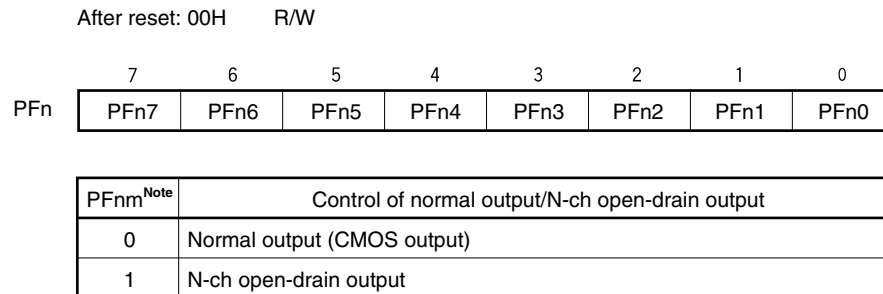 After reset: 00H R/W
7 6 5 4 3 2 1 0
PFn PFn7 PFn6 PFn5 PFn4 PFn3 PFn2 PFn1 PFn0
PFnmNote Control of normal output/N-ch open-drain output
0 Normal output (CMOS output)
1 N-ch open-drain output